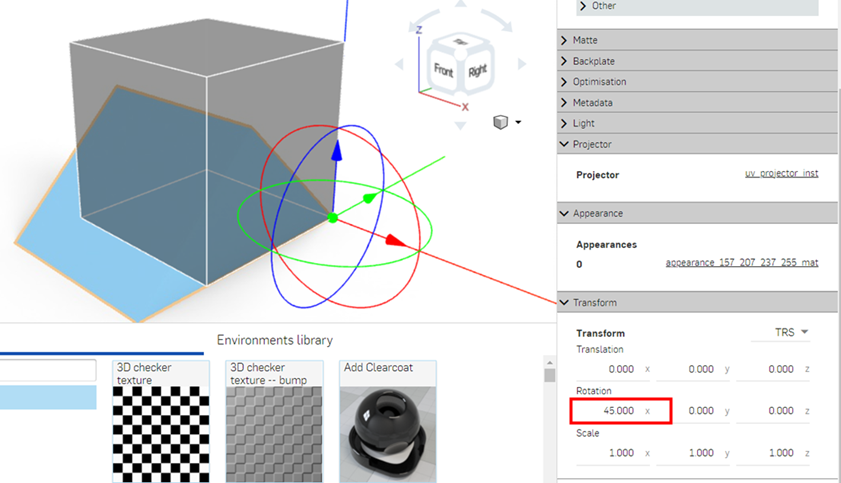 Other
Matte
Backplate
Optimisation
Metadata
Light
Projector
Projector uv_projector_inst
Appearance
Appearances
0 appearance_157_207_237_255_mat
Transform
Transform TRS
Translation
0.000 x 0.000 y 0.000 z
Rotation
45.000 x 0.000 y 0.000 z
Scale
1.000 x 1.000 y 1.000 z
Z
Front Right
X
Environments library
3D checker
texture
3D checker
texture -- bump
Add Clearcoat